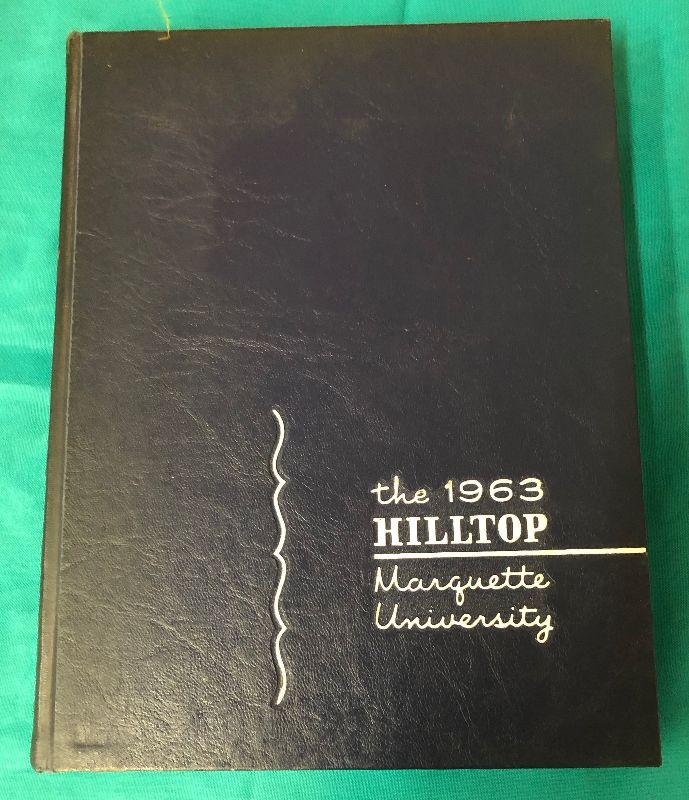 the 1963
HILLTOP
Marquette
University